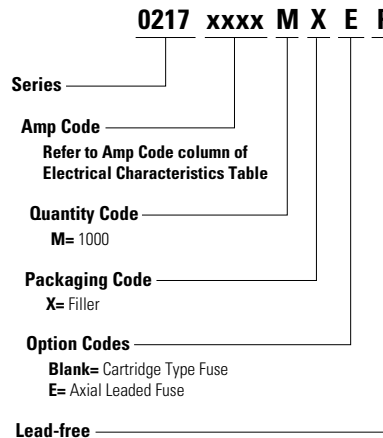 0217 xxxx M X E
Series
Amp Code
Refer to Amp Code column of
Electrical Characteristics Table
Quantity Code
M= 1000
Packaging Code
X= Filler
Option Codes
Blank= Cartridge Type Fuse
E= Axial Leaded Fuse
Lead-free